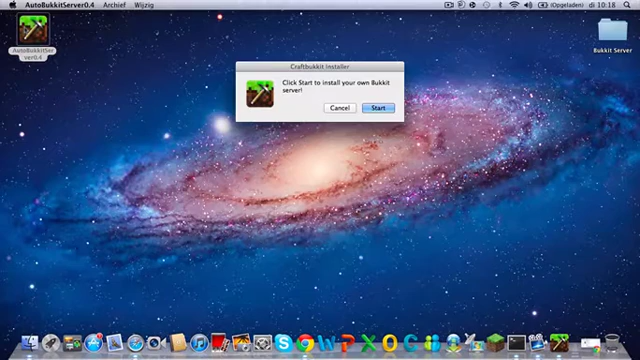 AutoBukkitServer0.4 Archief Wijzig
(Opgeladen) di 10:18
AutoBukkitSer
ver0.4
Bukkit Server
Craftbukkit Installer
Click Start to install your own Bukkit
server!
Cancel Start